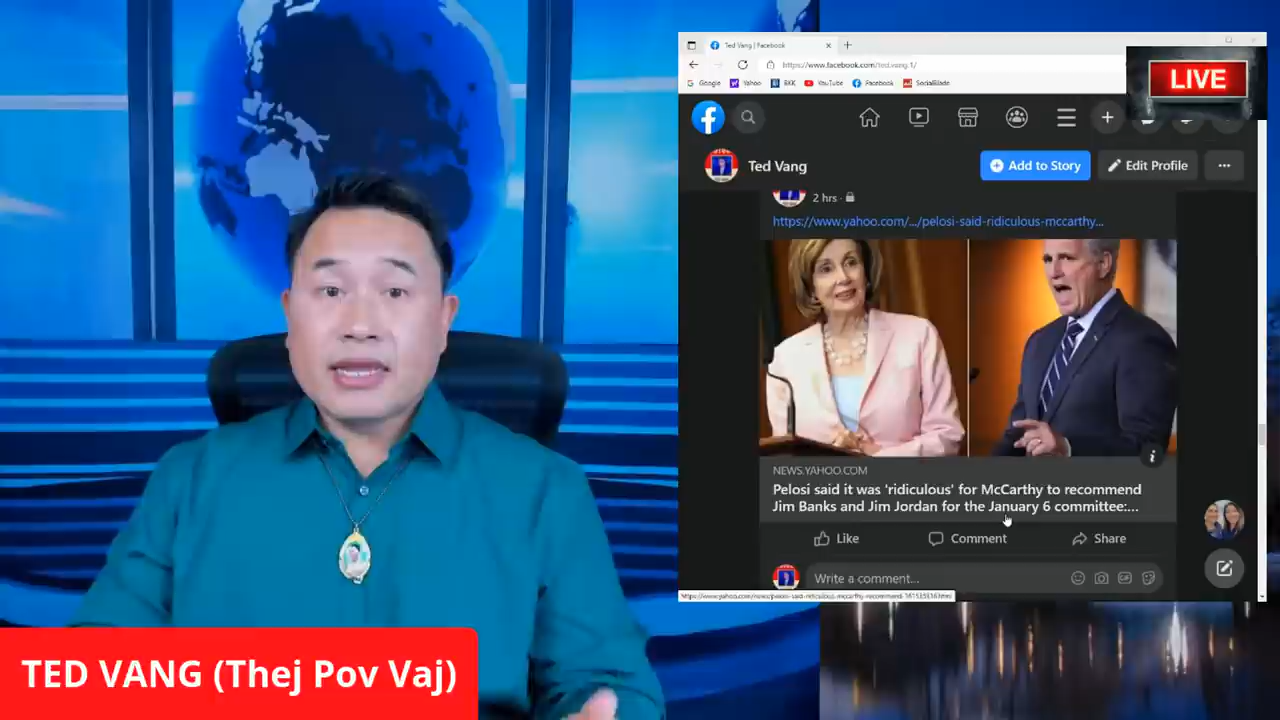 Ted Vang | Facebook
https://www.facebook.com/ted.vang.1/
Google
Yahoo
BKK
YouTube
Facebook
SocialBlade
LIVE
Ted Vang
Add to Story
Edit Profile
2 hrs
https://www.yahoo.com/.../pelosi-said-ridiculous-mccarthy...
NEWS.YAHOO.COM
Pelosi said it was 'ridiculous' for McCarthy to recommend
Jim Banks and Jim Jordan for the January 6 committee:...
Like
Comment
Share
Write a comment...
TED VANG (Thej Pov Vaj)